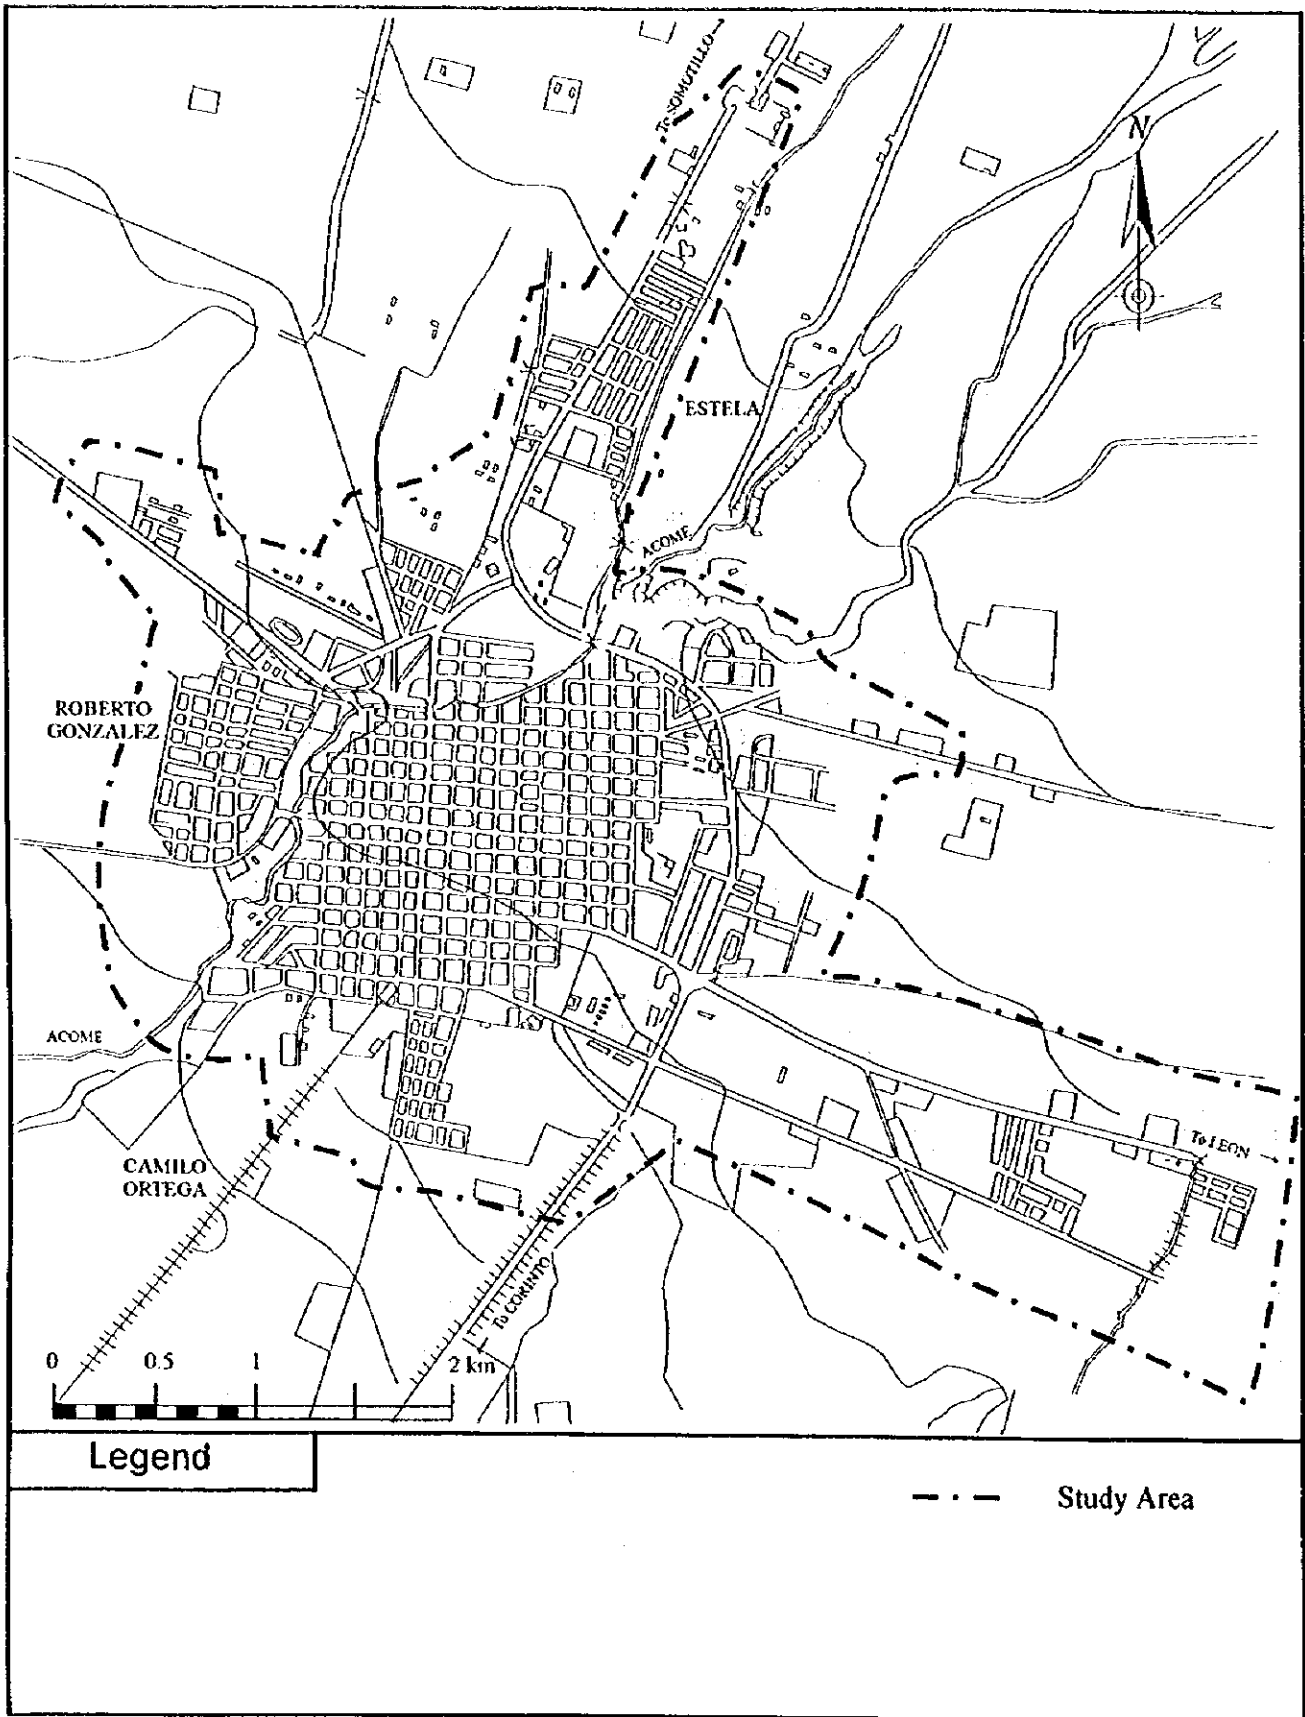 To SOMOTILLO
N
ESTELA
ACOME
ROBERTO
GONZALEZ
ACOME
To LEON
CAMILO
ORTEGA
To CORINTO
0 0.5 1 2 km
Legend
Study Area